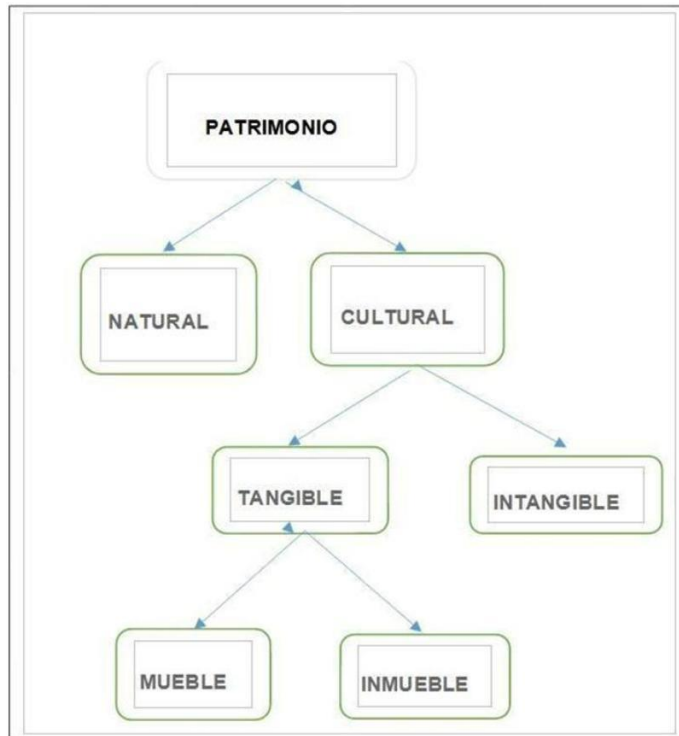 PATRIMONIO
NATURAL
CULTURAL
TANGIBLE
INTANGIBLE
MUEBLE
INMUEBLE